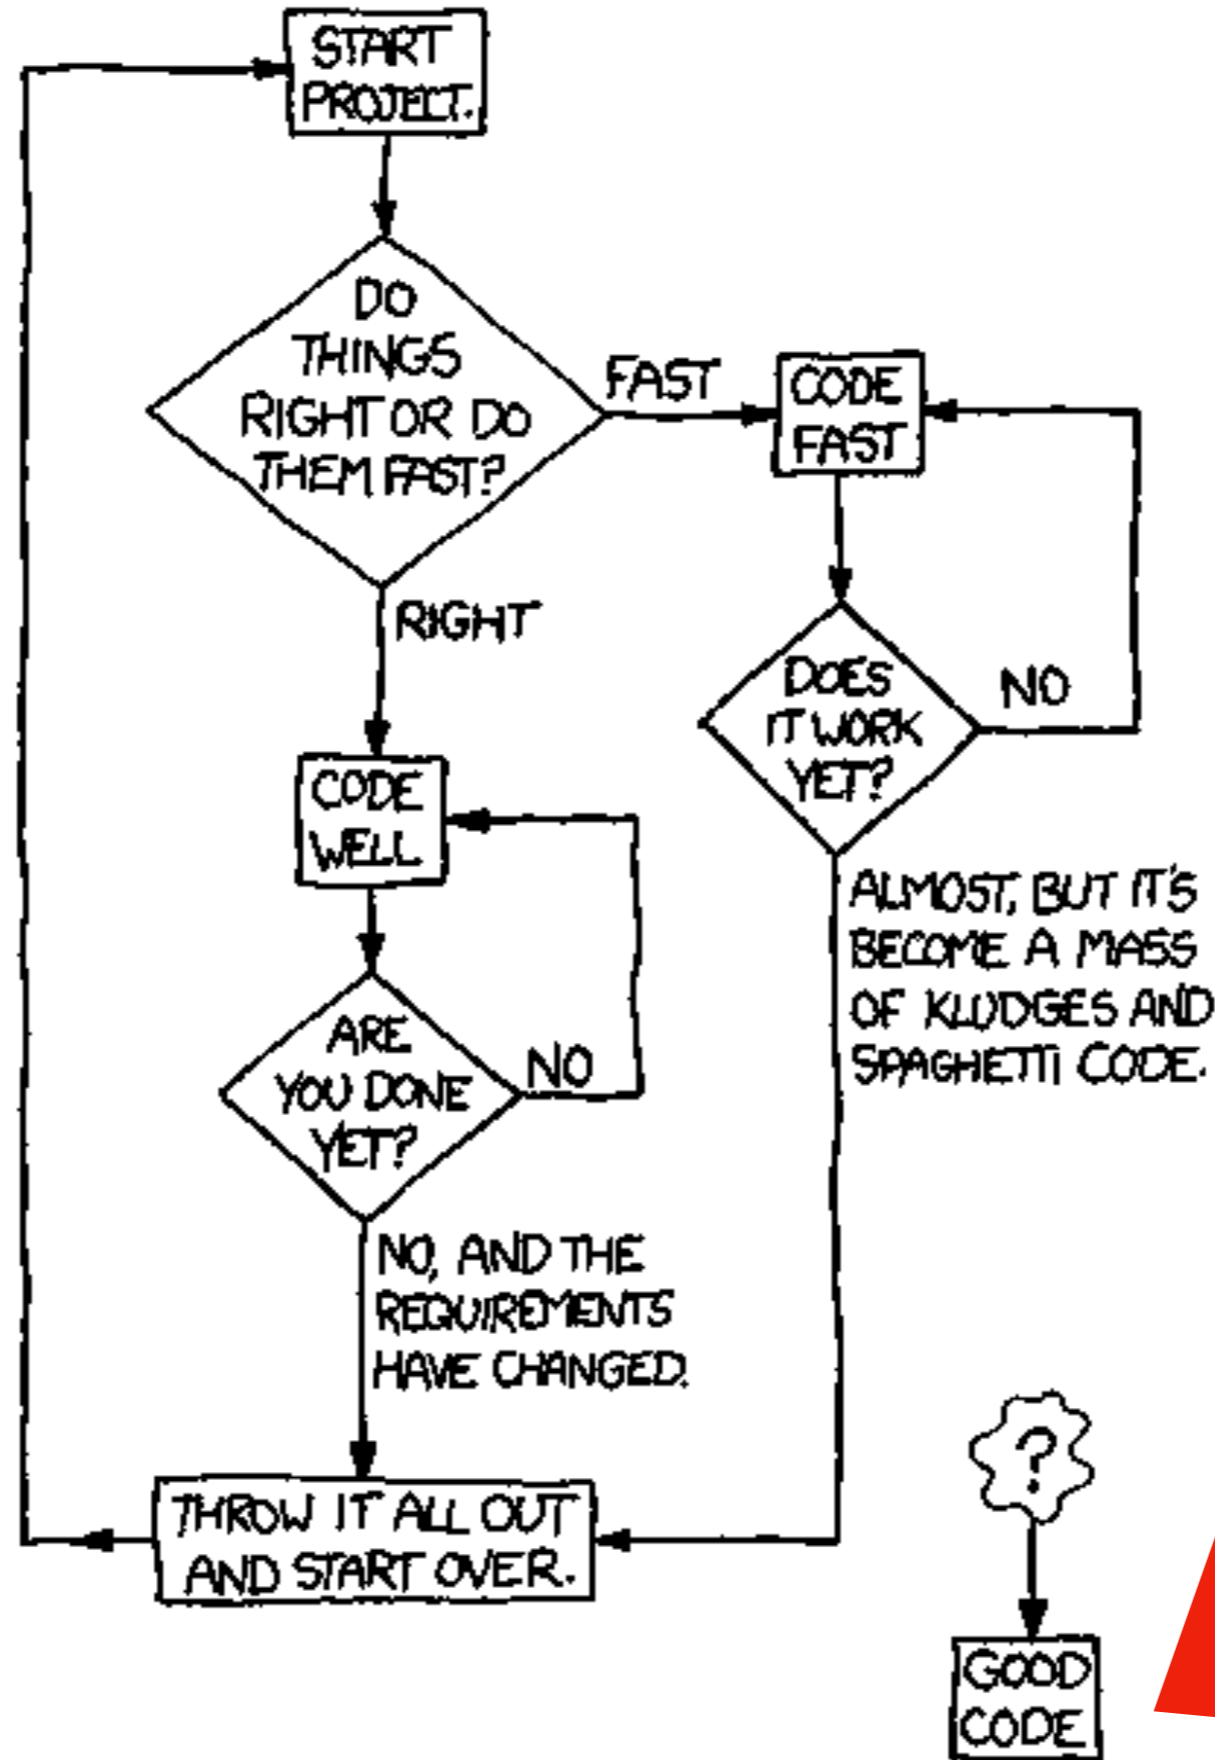 START
PROJECT.
DO
THINGS
RIGHT OR DO
THEM FAST?
FAST
CODE
FAST
RIGHT
DOES
IT WORK
YET?
NO
CODE
WELL
ALMOST, BUT IT'S
BECOME A MASS
OF KLUDGES AND
SPAGHETTI CODE.
ARE
YOU DONE
YET?
NO
NO, AND THE
REQUIREMENTS
HAVE CHANGED.
THROW IT ALL OUT
AND START OVER.
?
GOOD
CODE